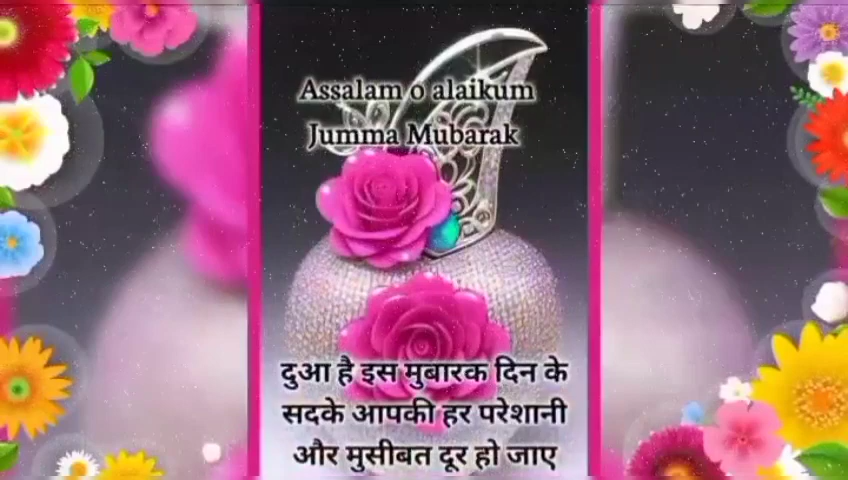 Assalam o alaikum
Jumma Mubarak
दुआ है इस मुबारक दिन के
सदके आपकी हर परेशानी
और मुसीबत दूर हो जाए